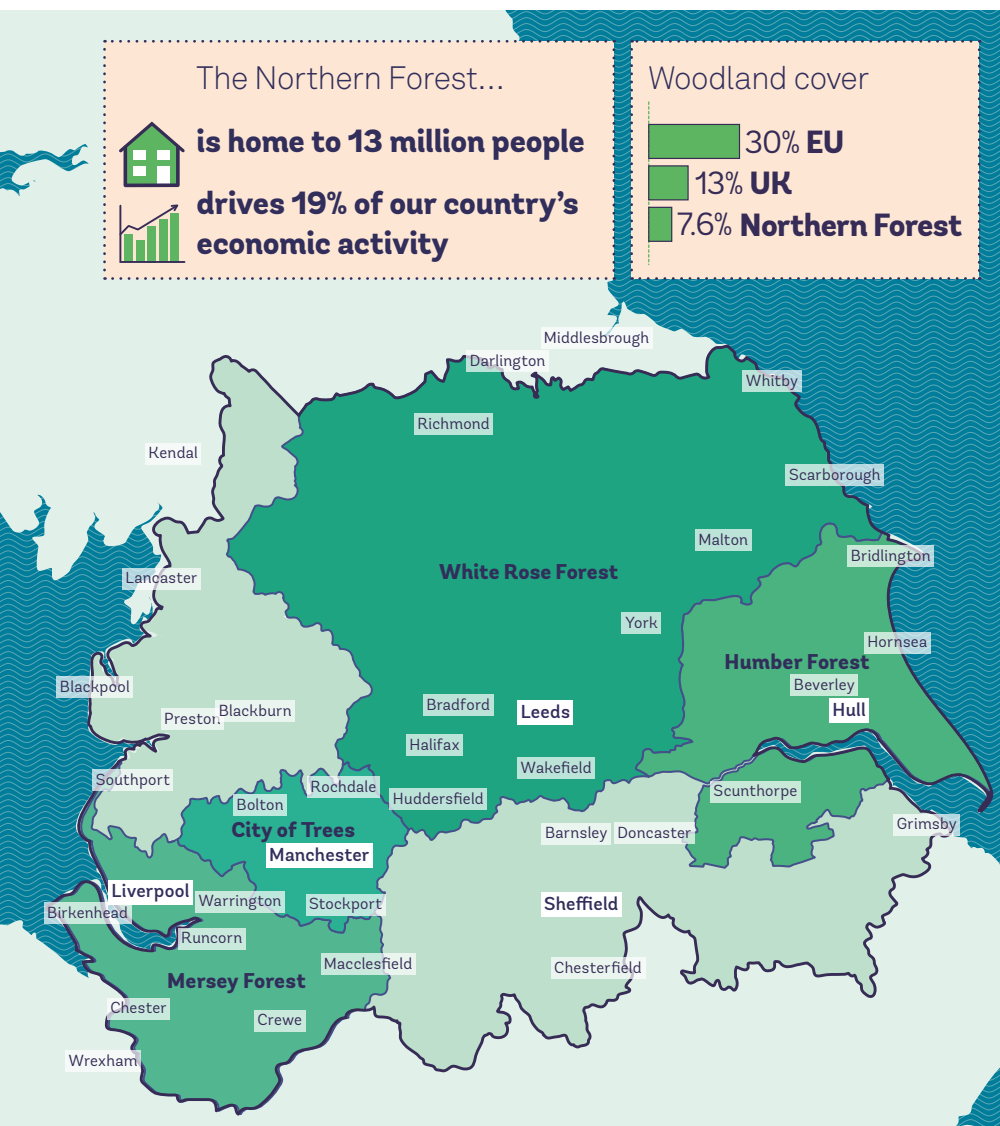 The Northern Forest...
is home to 13 million people
drives 19% of our country's
economic activity
Woodland cover
30% EU
13% UK
7.6% Northern Forest
Middlesbrough
Darlington
Whitby
Richmond
Kendal
Scarborough
Malton
Bridlington
White Rose Forest
Lancaster
York
Hornsea
Humber Forest
Beverley
Blackpool
Hull
Bradford
Leeds
Blackburn
Preston
Halifax
Wakefield
Southport
Rochdale
Huddersfield
Scunthorpe
Bolton
City of Trees
Barnsley
Doncaster
Grimsby
Manchester
Liverpool
Warrington
Stockport
Sheffield
Birkenhead
Runcorn
Macclesfield
Chesterfield
Mersey Forest
Chester
Crewe
Wrexham